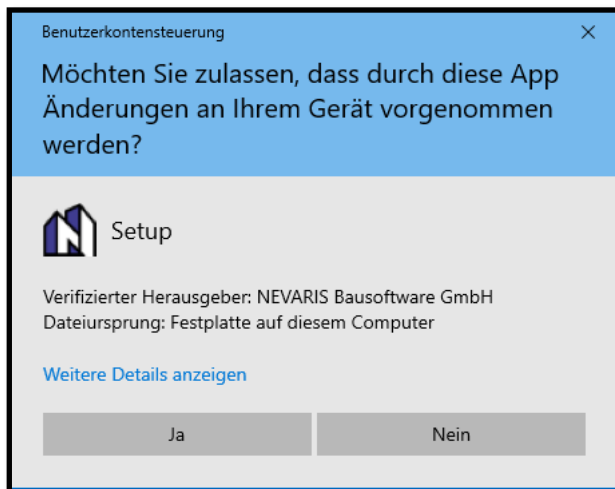 Benutzerkontensteuerung
Möchten Sie zulassen, dass durch diese App
Änderungen an Ihrem Gerät vorgenommen
werden?
Setup
Verifizierter Herausgeber: NEVARIS Bausoftware GmbH
Dateiursprung: Festplatte auf diesem Computer
Weitere Details anzeigen
Ja Nein